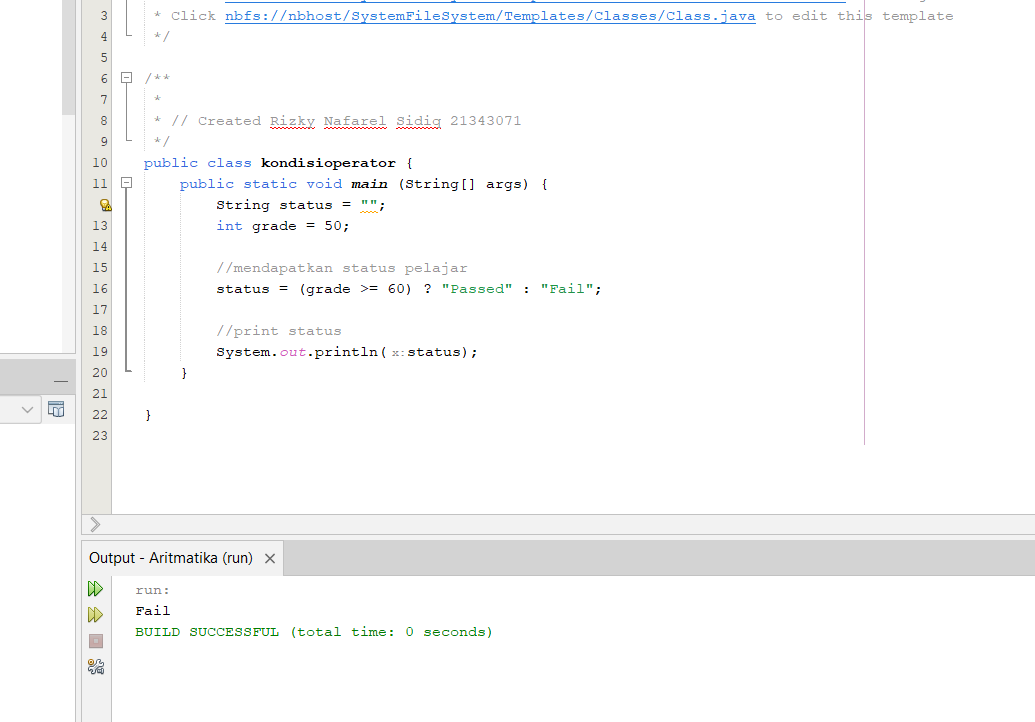 3 * Click nbfs://nbhost/SystemFileSystem/Templates/Classes/Class.java to edit this template
4 */
5
6 /**
7 *
8 * // Created Rizky Nafarel Sidiq 21343071
9 */
10 public class kondisioperator {
11 public static void main (String[] args) {
String status = "";
13 int grade = 50;
14
15 //mendapatkan status pelajar
16 status = (grade >= 60) ? "Passed" : "Fail";
17
18 //print status
19 System.out.println( x: status);
20 }
21
22 }
23
Output - Aritmatika (run)
run:
Fail
BUILD SUCCESSFUL (total time: 0 seconds)